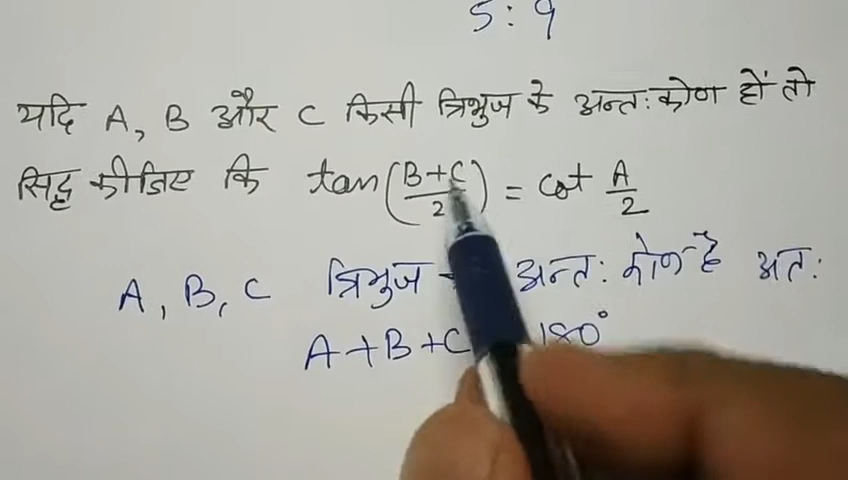 5 : 9
यदि A, B और C किसी त्रिभुज के अन्तः कोण हों तो
सिद्ध कीजिए कि tan(B+C/2) = cot A/2
A, B, C त्रिभुज अन्तः कोण है अतः
A+B+C 180°